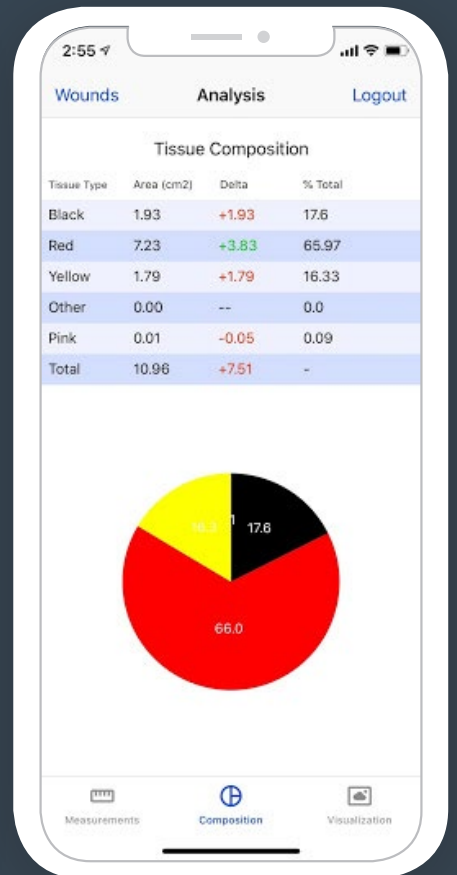 2:55
Wounds Analysis Logout
Tissue Composition
Tissue Type Area (cm2) Delta % Total
Black 1.93 +1.93 17.6
Red 7.23 +3.83 65.97
Yellow 1.79 +1.79 16.33
Other 0.00 -- 0.0
Pink 0.01 -0.05 0.09
Total 10.96 +7.51 -
16.3 1 17.6
66.0
Measurements Composition Visualization